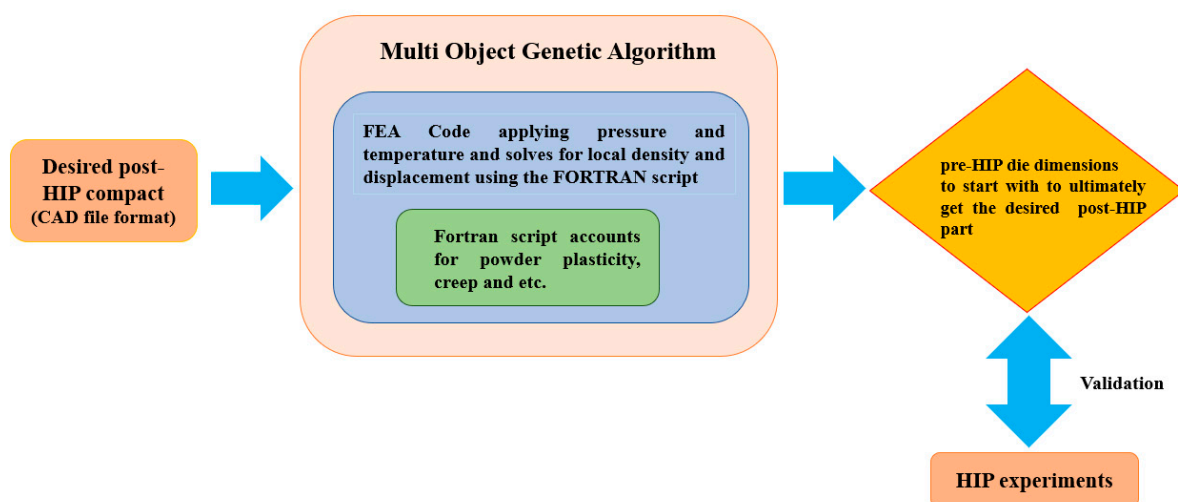 Multi Object Genetic Algorithm
Desired post-
HIP compact
(CAD file format)
FEA Code applying pressure and
temperature and solves for local density and
displacement using the FORTRAN script
Fortran script accounts
for powder plasticity,
creep and etc.
pre-HIP die dimensions
to start with to ultimately
get the desired post-HIP
part
Validation
HIP experiments